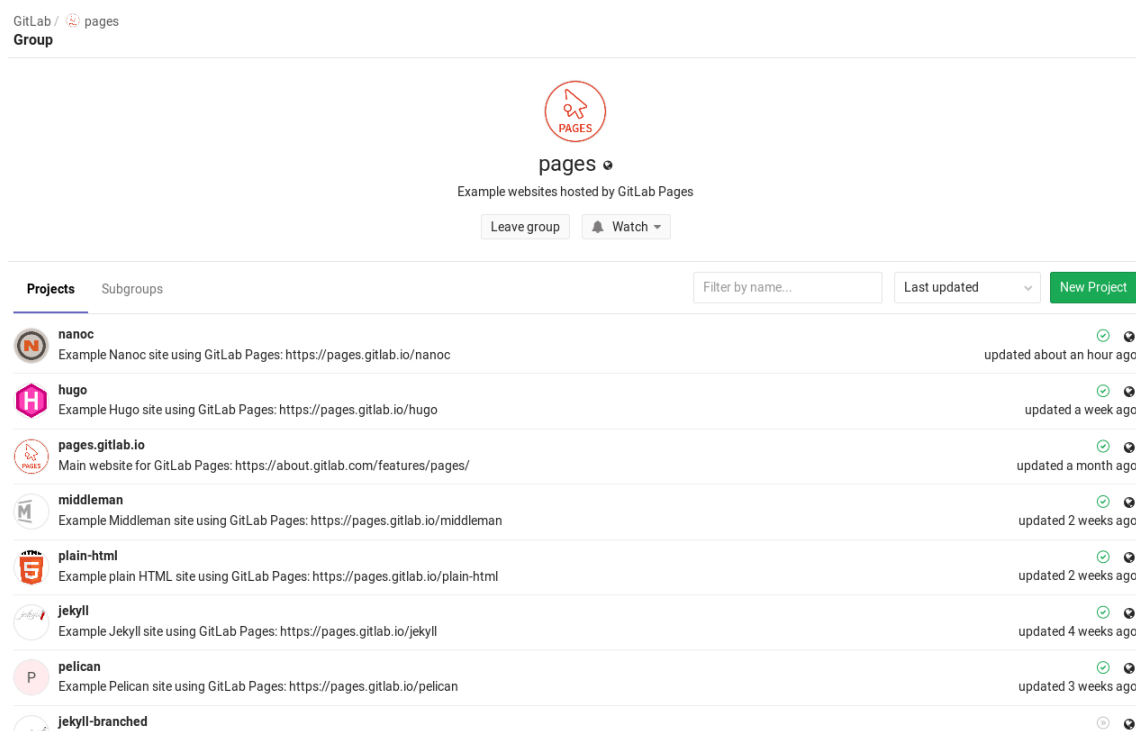 GitLab / pages
Group
PAGES
pages
Example websites hosted by GitLab Pages
Leave group Watch
Projects Subgroups Filter by name... Last updated New Project
nanoc
Example Nanoc site using GitLab Pages: https://pages.gitlab.io/nanoc updated about an hour ago
hugo
Example Hugo site using GitLab Pages: https://pages.gitlab.io/hugo updated a week ago
pages.gitlab.io
Main website for GitLab Pages: https://about.gitlab.com/features/pages/ updated a month ago
middleman
Example Middleman site using GitLab Pages: https://pages.gitlab.io/middleman updated 2 weeks ago
plain-html
Example plain HTML site using GitLab Pages: https://pages.gitlab.io/plain-html updated 2 weeks ago
jekyll
Example Jekyll site using GitLab Pages: https://pages.gitlab.io/jekyll updated 4 weeks ago
P pelican
Example Pelican site using GitLab Pages: https://pages.gitlab.io/pelican updated 3 weeks ago
jekyll-branched